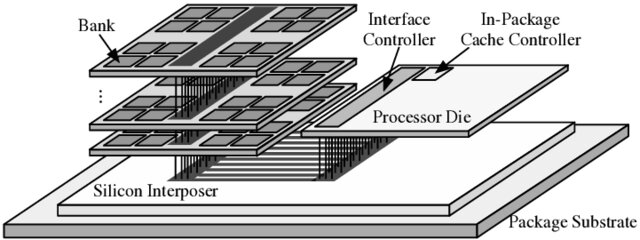 Interface
Controller
In-Package
Cache Controller
Bank
...
Processor Die
Silicon Interposer
Package Substrate